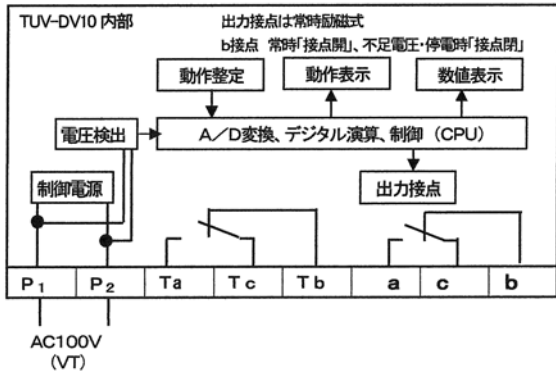 TUV-DV10 内部
出力接点は常時励磁式
b接点 常時「接点開」、不足電圧・停電時「接点閉」
動作整定
動作表示
数値表示
電圧検出
A/D変換、デジタル演算、制御 (CPU)
制御電源
出力接点
P1 P2 Ta Tc Tb a c b
AC100V
(VT)